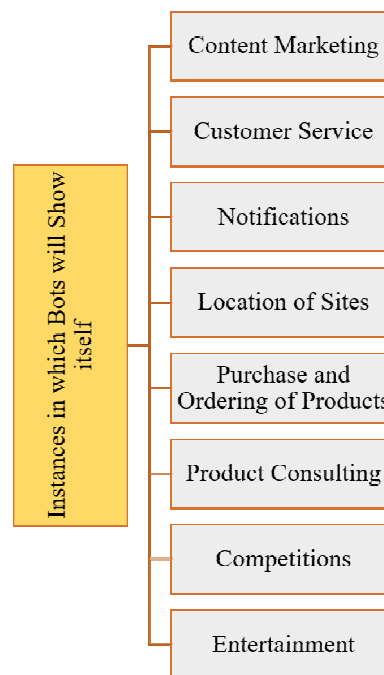 Instances in which Bots will Show
itself
Content Marketing
Customer Service
Notifications
Location of Sites
Purchase and
Ordering of Products
Product Consulting
Competitions
Entertainment